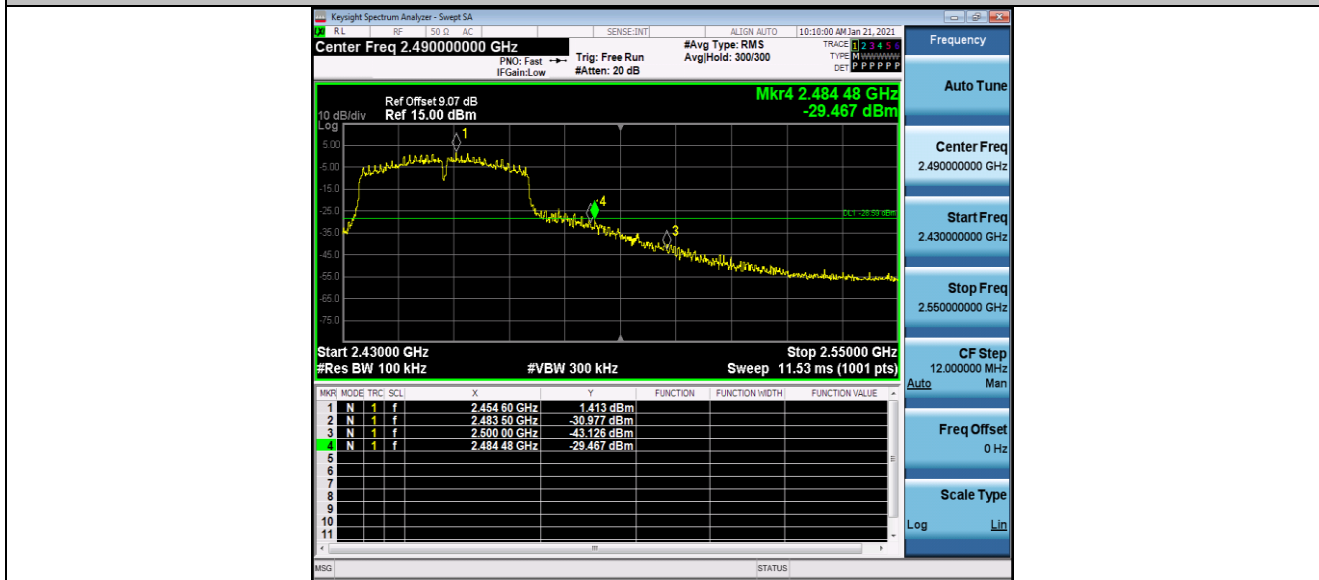 Keysight Spectrum Analyzer - Swept SA
RL RF 50 Ω AC SENSE:INT ALIGN AUTO 10:10:00 AM Jan 21, 2021
Center Freq 2.490000000 GHz
PNO: Fast
IFGain:Low
Trig: Free Run
#Atten: 20 dB
#Avg Type: RMS
Avg|Hold: 300/300
TRACE 1 2 3 4 5 6
TYPE M
DET P P P P P P
Mkr4 2.484 48 GHz
-29.467 dBm
Ref Offset 9.07 dB
10 dB/div Ref 15.00 dBm
Log
5.00
-5.00
-15.0
-25.0
-35.0
-45.0
-55.0
-65.0
-75.0
1
4
3
DL1 -28.59 dBm
Start 2.43000 GHz Stop 2.55000 GHz
#Res BW 100 kHz #VBW 300 kHz Sweep 11.53 ms (1001 pts)
MKR MODE TRC SCL X Y FUNCTION FUNCTION WIDTH FUNCTION VALUE
1 N 1 f 2.454 60 GHz 1.413 dBm
2 N 1 f 2.483 50 GHz -30.977 dBm
3 N 1 f 2.500 00 GHz -43.126 dBm
4 N 1 f 2.484 48 GHz -29.467 dBm
5
6
7
8
9
10
11
MSG STATUS
Frequency
Auto Tune
Center Freq
2.490000000 GHz
Start Freq
2.430000000 GHz
Stop Freq
2.550000000 GHz
CF Step
12.000000 MHz
Auto Man
Freq Offset
0 Hz
Scale Type
Log Lin